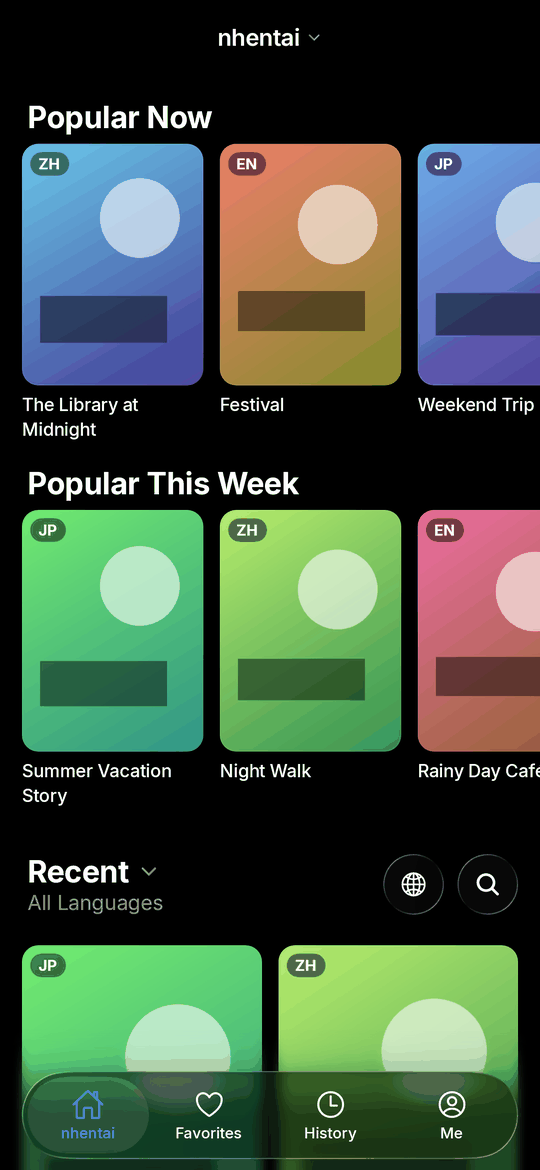 nhentai
Popular Now
ZH
EN
JP
The Library at
Midnight
Festival
Weekend Trip
Popular This Week
JP
ZH
EN
Summer Vacation
Story
Night Walk
Rainy Day Cafe
Recent
All Languages
JP
ZH
nhentai
Favorites
History
Me